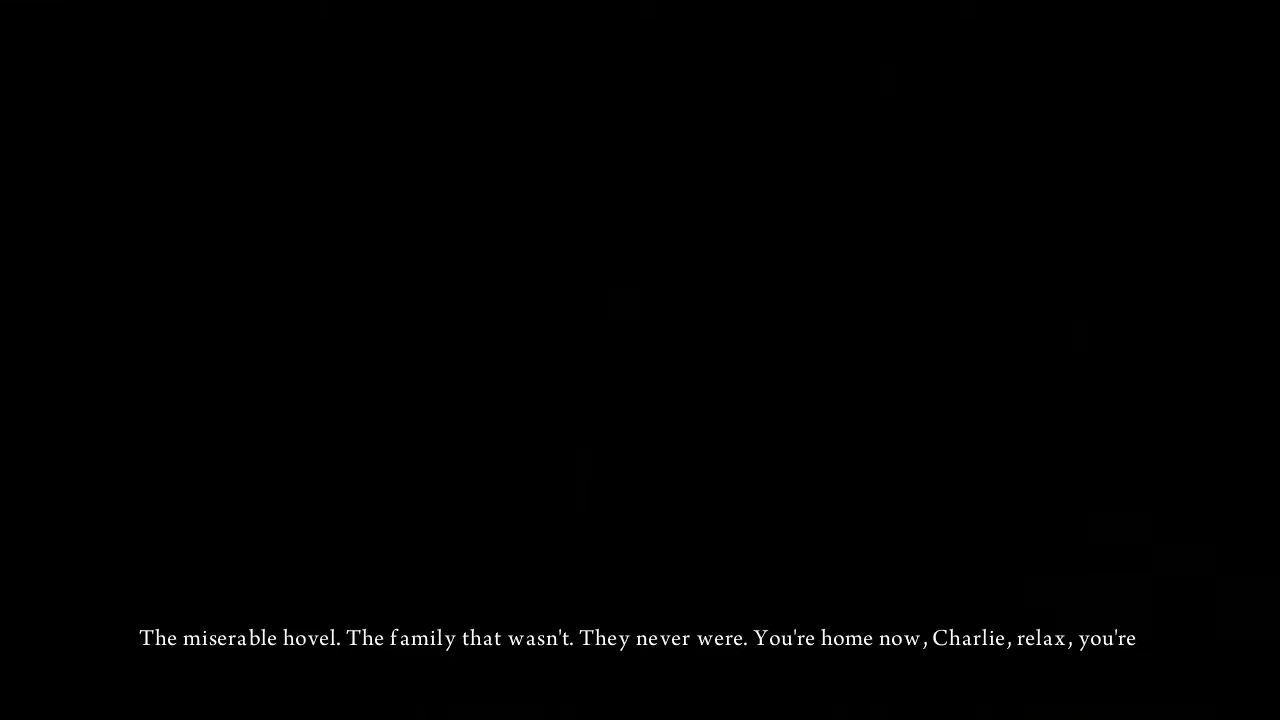 The miserable hovel. The family that wasn't. They never were. You're home now, Charlie, relax, you're